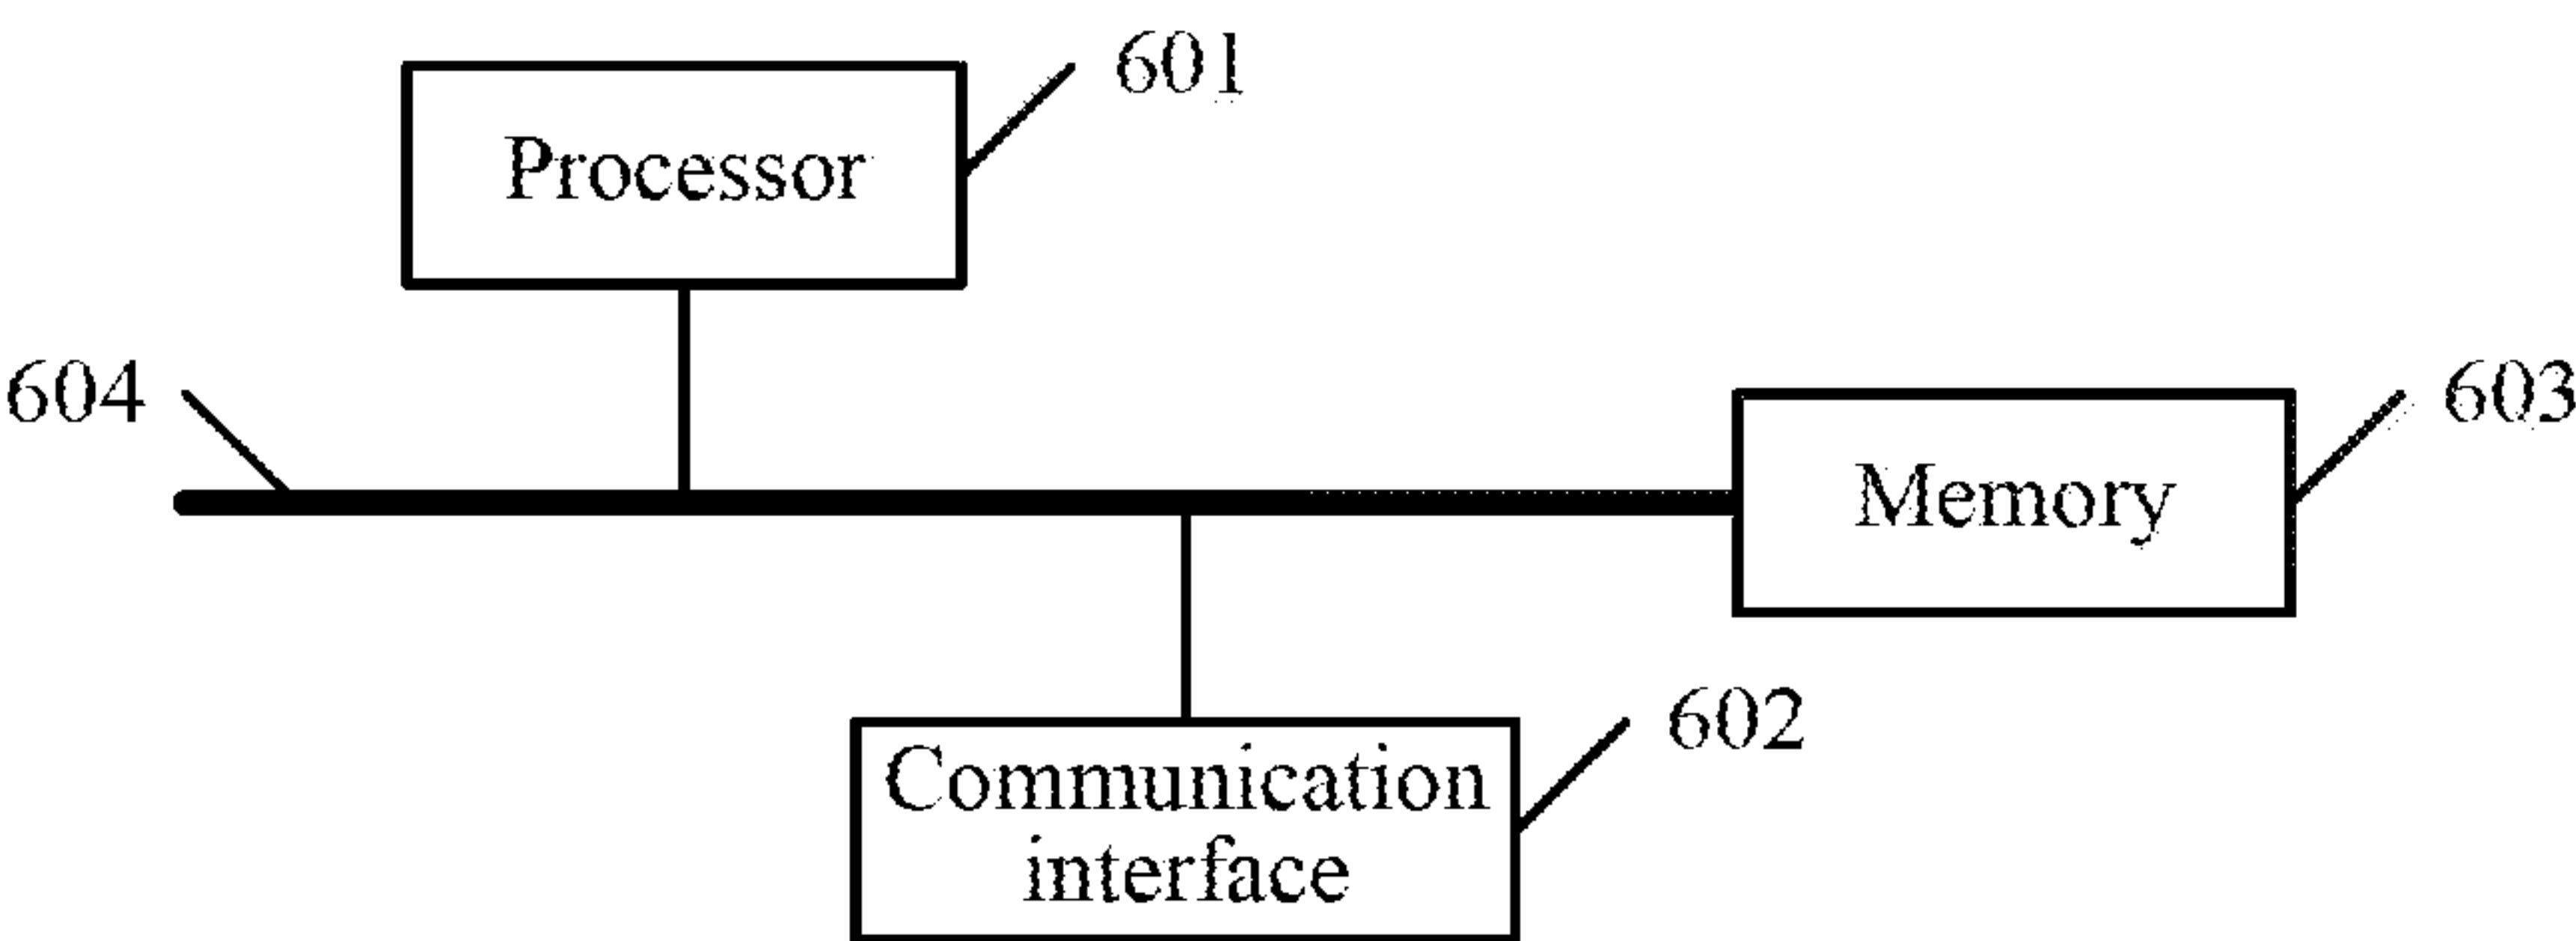 601
Processor
604
603
Memory
602
Communication
interface